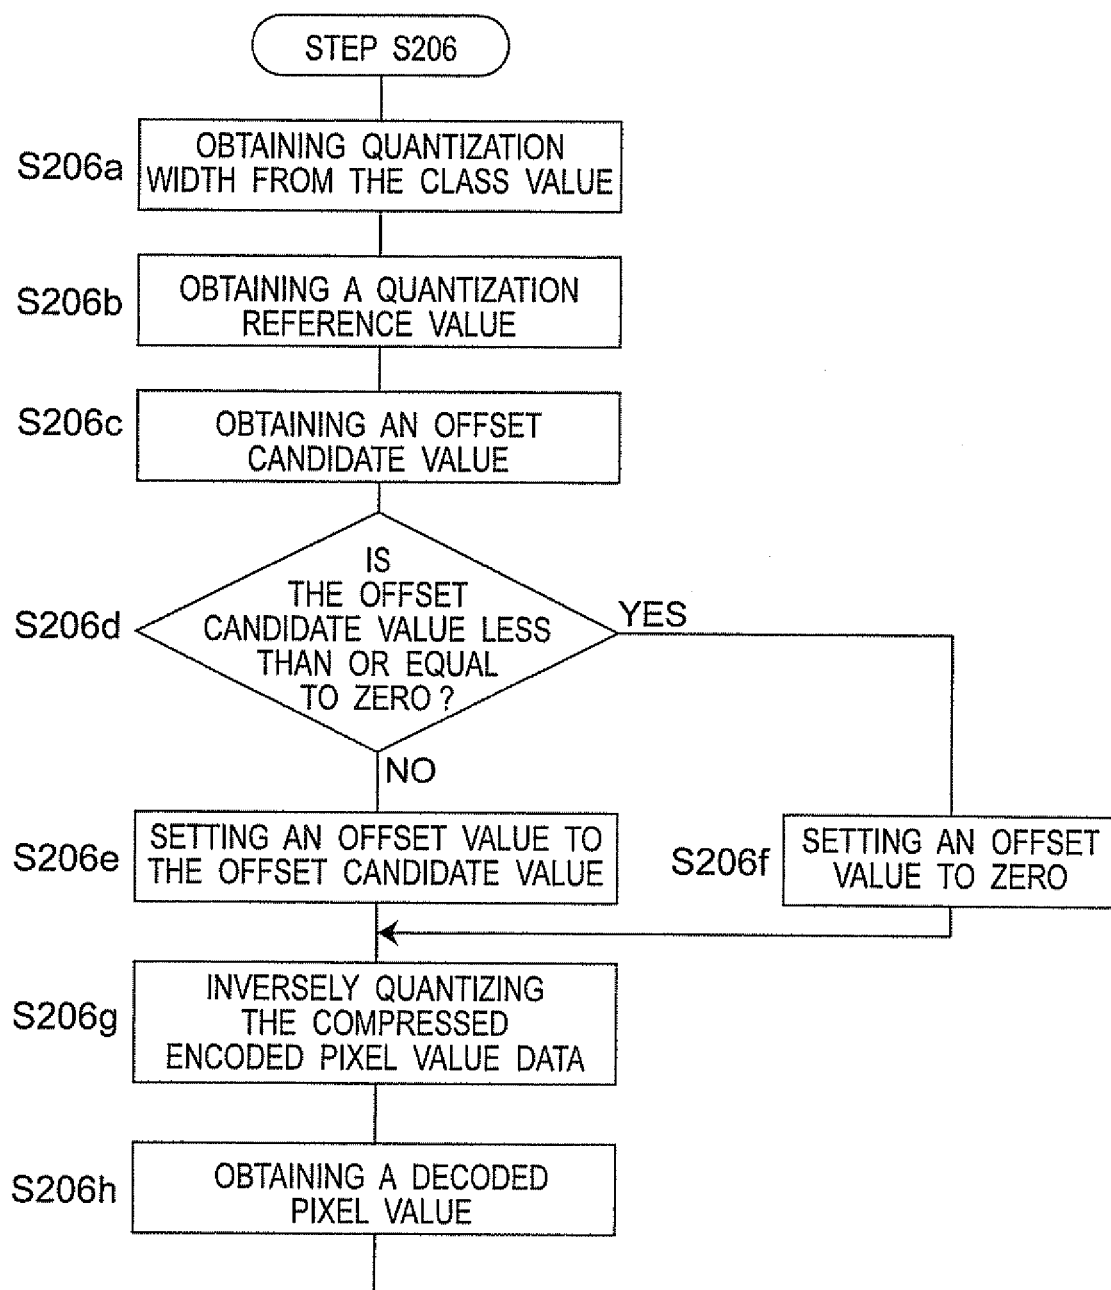 STEP S206
S206a
OBTAINING QUANTIZATION
WIDTH FROM THE CLASS VALUE
S206b
OBTAINING A QUANTIZATION
REFERENCE VALUE
S206c
OBTAINING AN OFFSET
CANDIDATE VALUE
S206d
IS
THE OFFSET
CANDIDATE VALUE LESS
THAN OR EQUAL
TO ZERO?
YES
NO
S206e
SETTING AN OFFSET VALUE TO
THE OFFSET CANDIDATE VALUE
S206f
SETTING AN OFFSET
VALUE TO ZERO
S206g
INVERSELY QUANTIZING
THE COMPRESSED
ENCODED PIXEL VALUE DATA
S206h
OBTAINING A DECODED
PIXEL VALUE